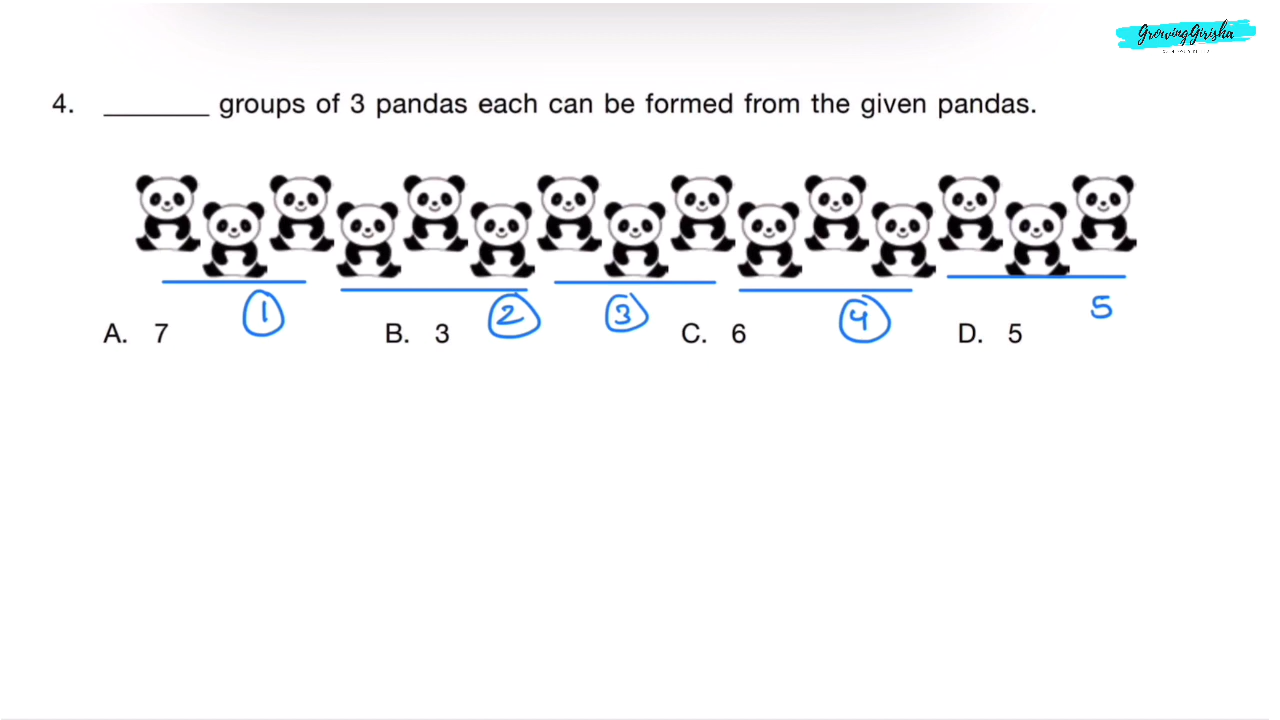 GrowingGirisha
4. _______ groups of 3 pandas each can be formed from the given pandas.
1 2 3 4 5
A. 7 B. 3 C. 6 D. 5